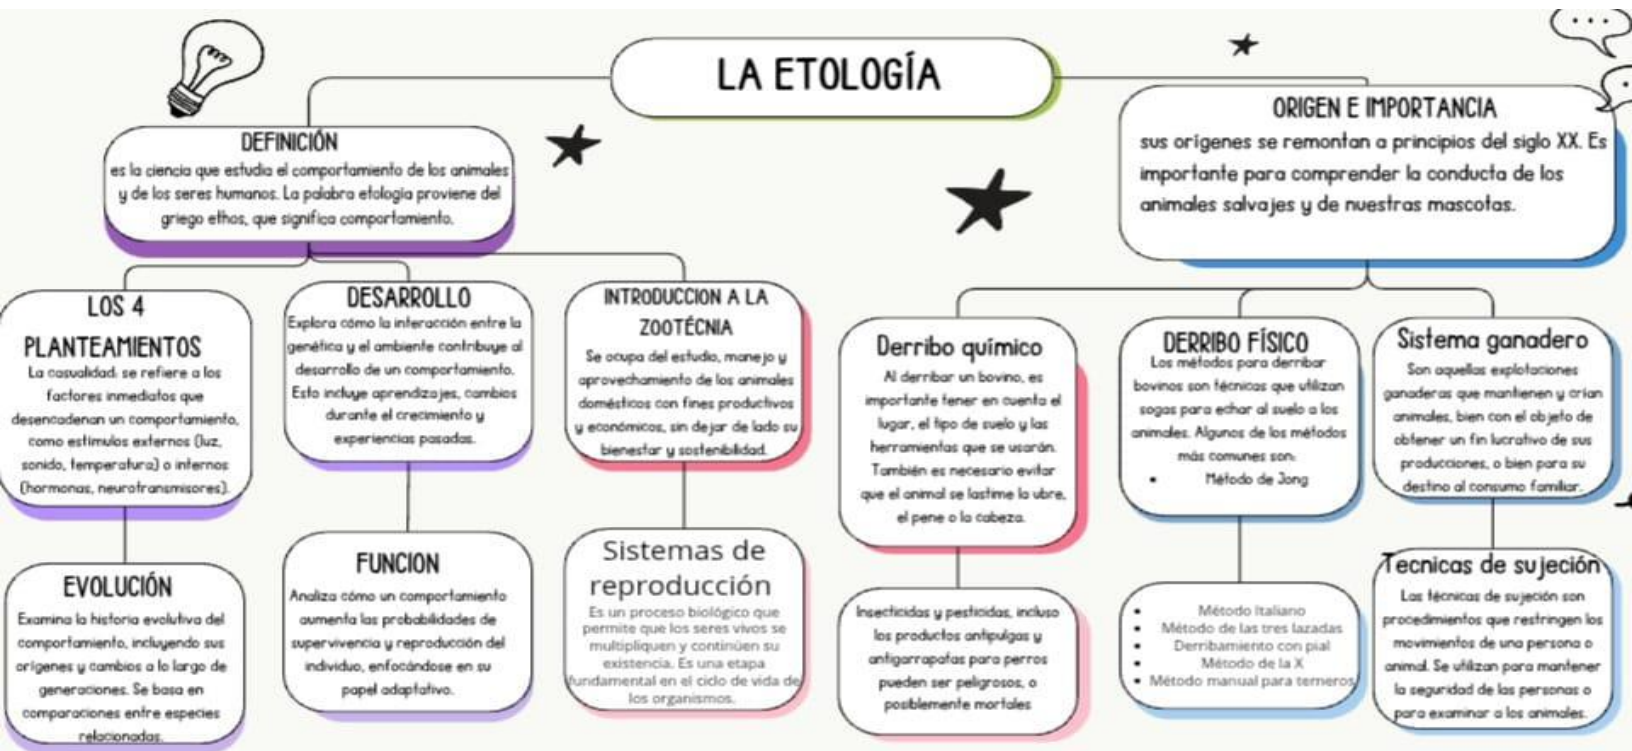 LA ETOLOGÍA
DEFINICIÓN
es la ciencia que estudia el comportamiento de los animales
y de los seres humanos. La palabra etologia proviene del
griego ethos, que significa comportamiento.
ORIGEN E IMPORTANCIA
sus orígenes se remontan a principios del siglo XX. Es
importante para comprender la conducta de los
animales salvajes y de nuestras mascotas.
LOS 4
PLANTEAMIENTOS
La casualidad: se refiere a los
factores inmediatos que
desencadenan un comportamiento,
como estímulos externos (luz,
sonido, temperatura) o internos
(hormonas, neurotransmisores).
DESARROLLO
Explora cómo la interacción entre la
genética y el ambiente contribuye al
desarrollo de un comportamiento.
Esto incluye aprendizajes, cambios
durante el crecimiento y
experiencias pasadas.
INTRODUCCION A LA
ZOOTÉCNIA
Se ocupa del estudio, manejo y
aprovechamiento de los animales
domésticos con fines productivos
y económicos, sin dejar de lado su
bienestar y sostenibilidad.
Derribo químico
Al derribar un bovino, es
importante tener en cuenta el
lugar, el tipo de suelo y las
herramientas que se usarán.
También es necesario evitar
que el animal se lastime la ubre,
el pene o la cabeza.
DERRIBO FÍSICO
Los métodos para derribar
bovinos son técnicas que utilizan
sogas para echar al suelo a los
animales. Algunos de los métodos
más comunes son:
• Método de Jong
Sistema ganadero
Son aquellas explotaciones
ganaderas que mantienen y crían
animales, bien con el objeto de
obtener un fin lucrativo de sus
producciones, o bien para su
destino al consumo familiar.
EVOLUCIÓN
Examina la historia evolutiva del
comportamiento, incluyendo sus
orígenes y cambios a lo largo de
generaciones. Se basa en
comparaciones entre especies
relacionadas.
FUNCION
Analiza cómo un comportamiento
aumenta las probabilidades de
supervivencia y reproducción del
individuo, enfocándose en su
papel adaptativo.
Sistemas de
reproducción
Es un proceso biológico que
permite que los seres vivos se
multipliquen y continúen su
existencia. Es una etapa
fundamental en el ciclo de vida de
los organismos.
Insecticidas y pesticidas, incluso
los productos antipulgas y
antigarrapatas para perros
pueden ser peligrosos, o
posiblemente mortales
• Método Italiano
• Método de las tres lazadas
• Derribamiento con pial
• Método de la X
• Método manual para terneros
Tecnicas de sujeción
Las técnicas de sujeción son
procedimientos que restringen los
movimientos de una persona o
animal. Se utilizan para mantener
la seguridad de las personas o
para examinar a los animales.